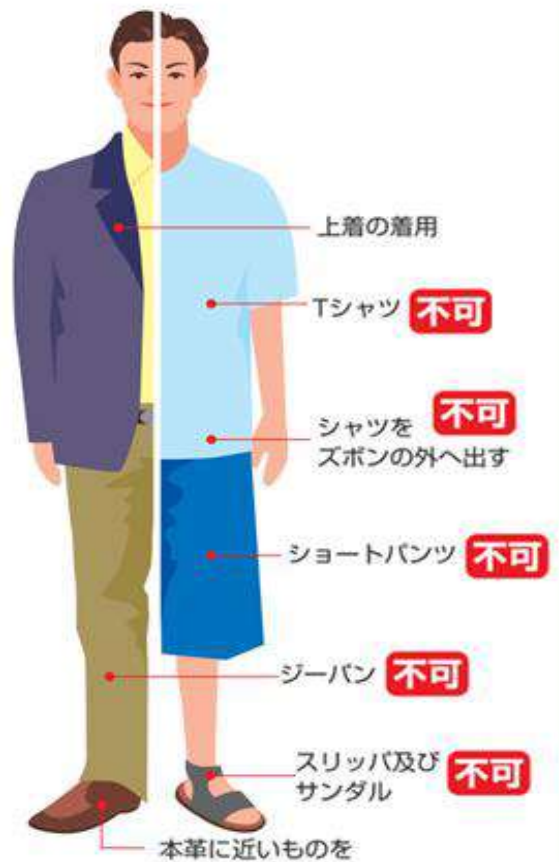 上着の着用
Tシャツ 不可
シャツを 不可
ズボンの外へ出す
ショートパンツ 不可
ジーパン 不可
スリッパ及び 不可
サンダル
本革に近いものを